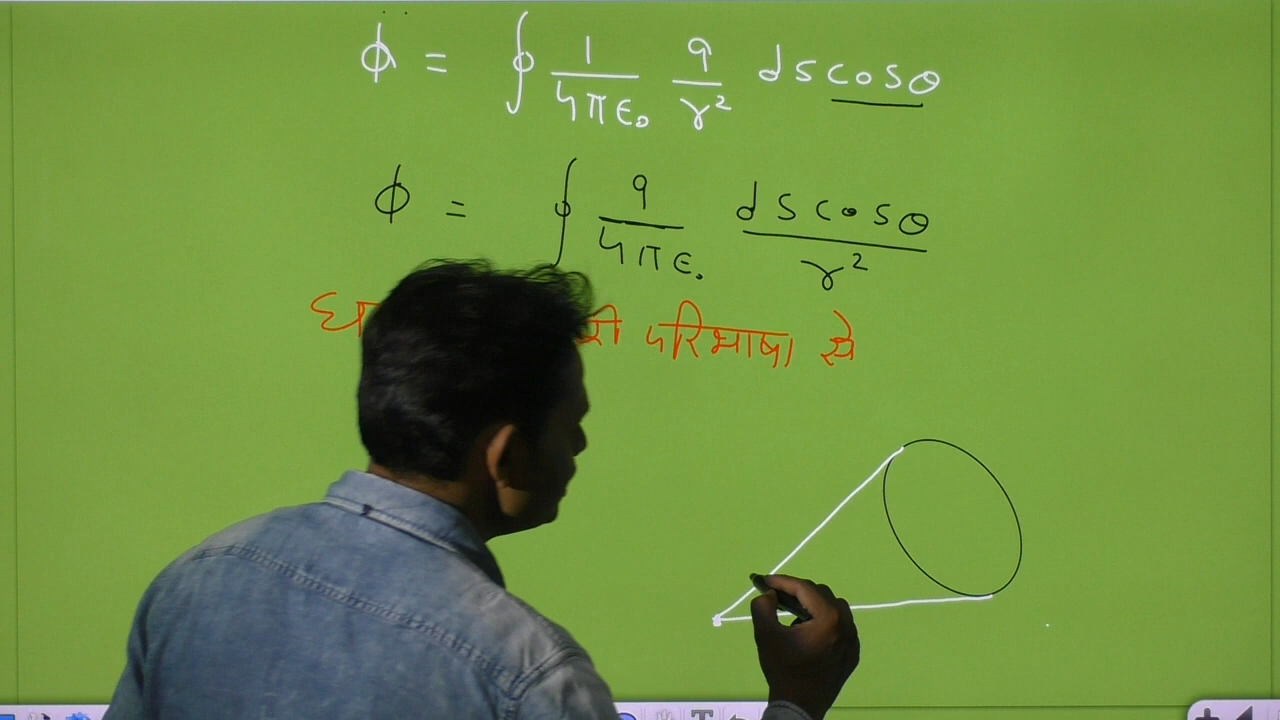 ϕ = ∮ 1/4πε₀ q/r² ds cosθ
ϕ = ∮ q/4πε₀ ds cosθ/r²
परिभाषा से